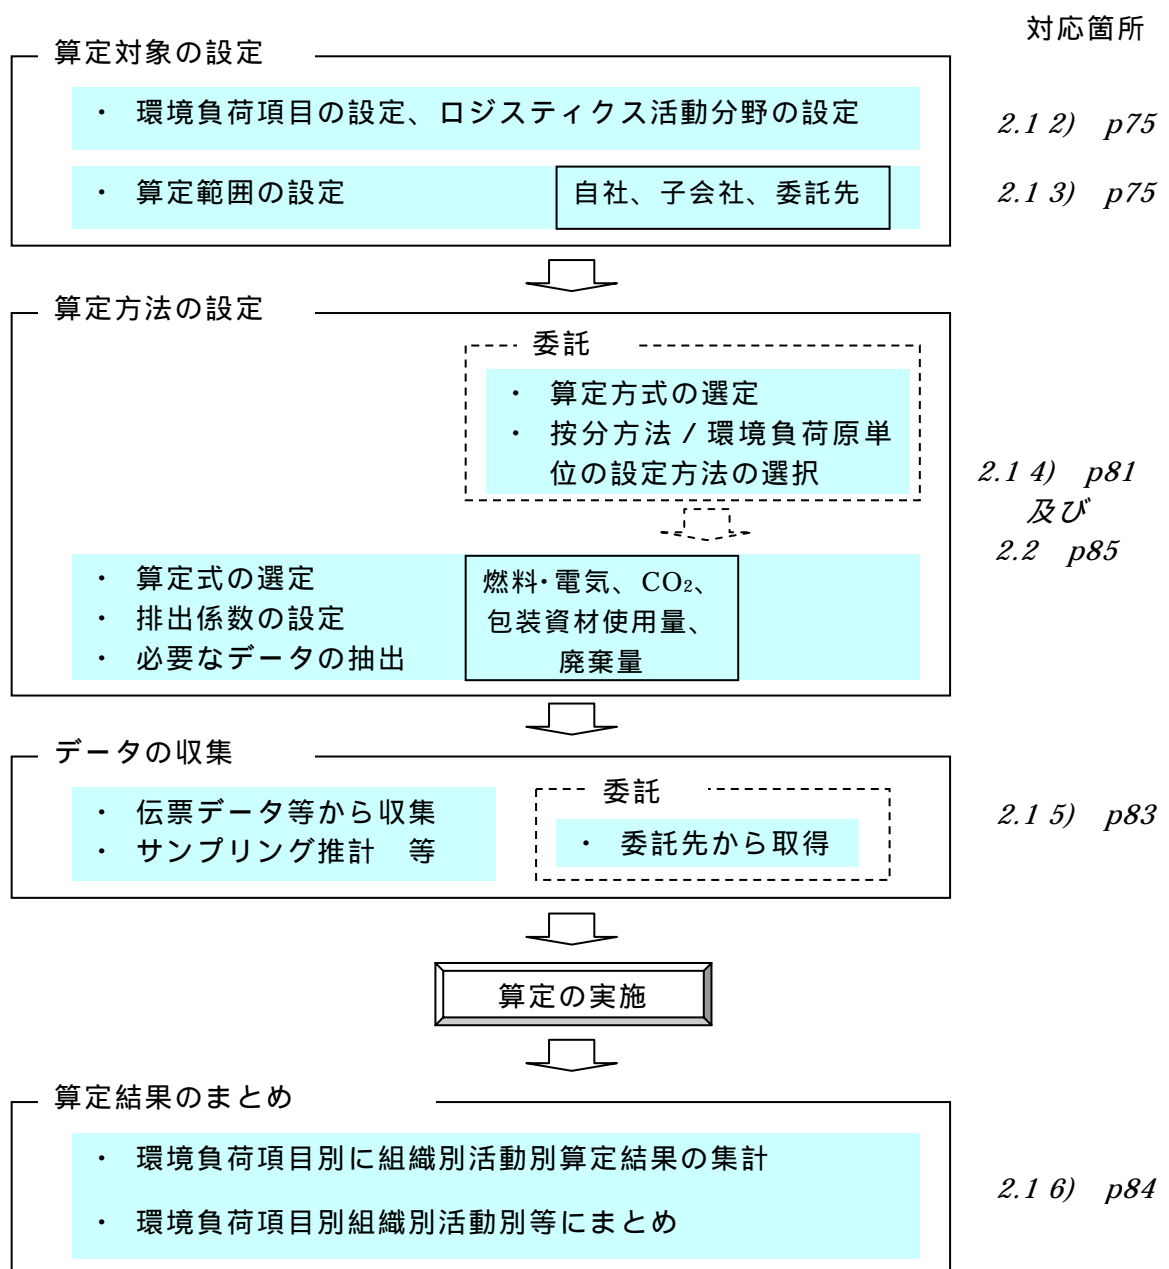 対応箇所
算定対象の設定
・ 環境負荷項目の設定、ロジスティクス活動分野の設定
2.1 2) p75
・ 算定範囲の設定
自社、子会社、委託先
2.1 3) p75
算定方法の設定
委託
・ 算定方式の選定
・ 按分方法/環境負荷原単
位の設定方法の選択
2.1 4) p81
及び
2.2 p85
・ 算定式の選定
・ 排出係数の設定
・ 必要なデータの抽出
燃料･電気、CO₂、
包装資材使用量、
廃棄量
データの収集
・ 伝票データ等から収集
・ サンプリング推計 等
委託
・ 委託先から取得
2.1 5) p83
算定の実施
算定結果のまとめ
・ 環境負荷項目別に組織別活動別算定結果の集計
・ 環境負荷項目別組織別活動別等にまとめ
2.1 6) p84